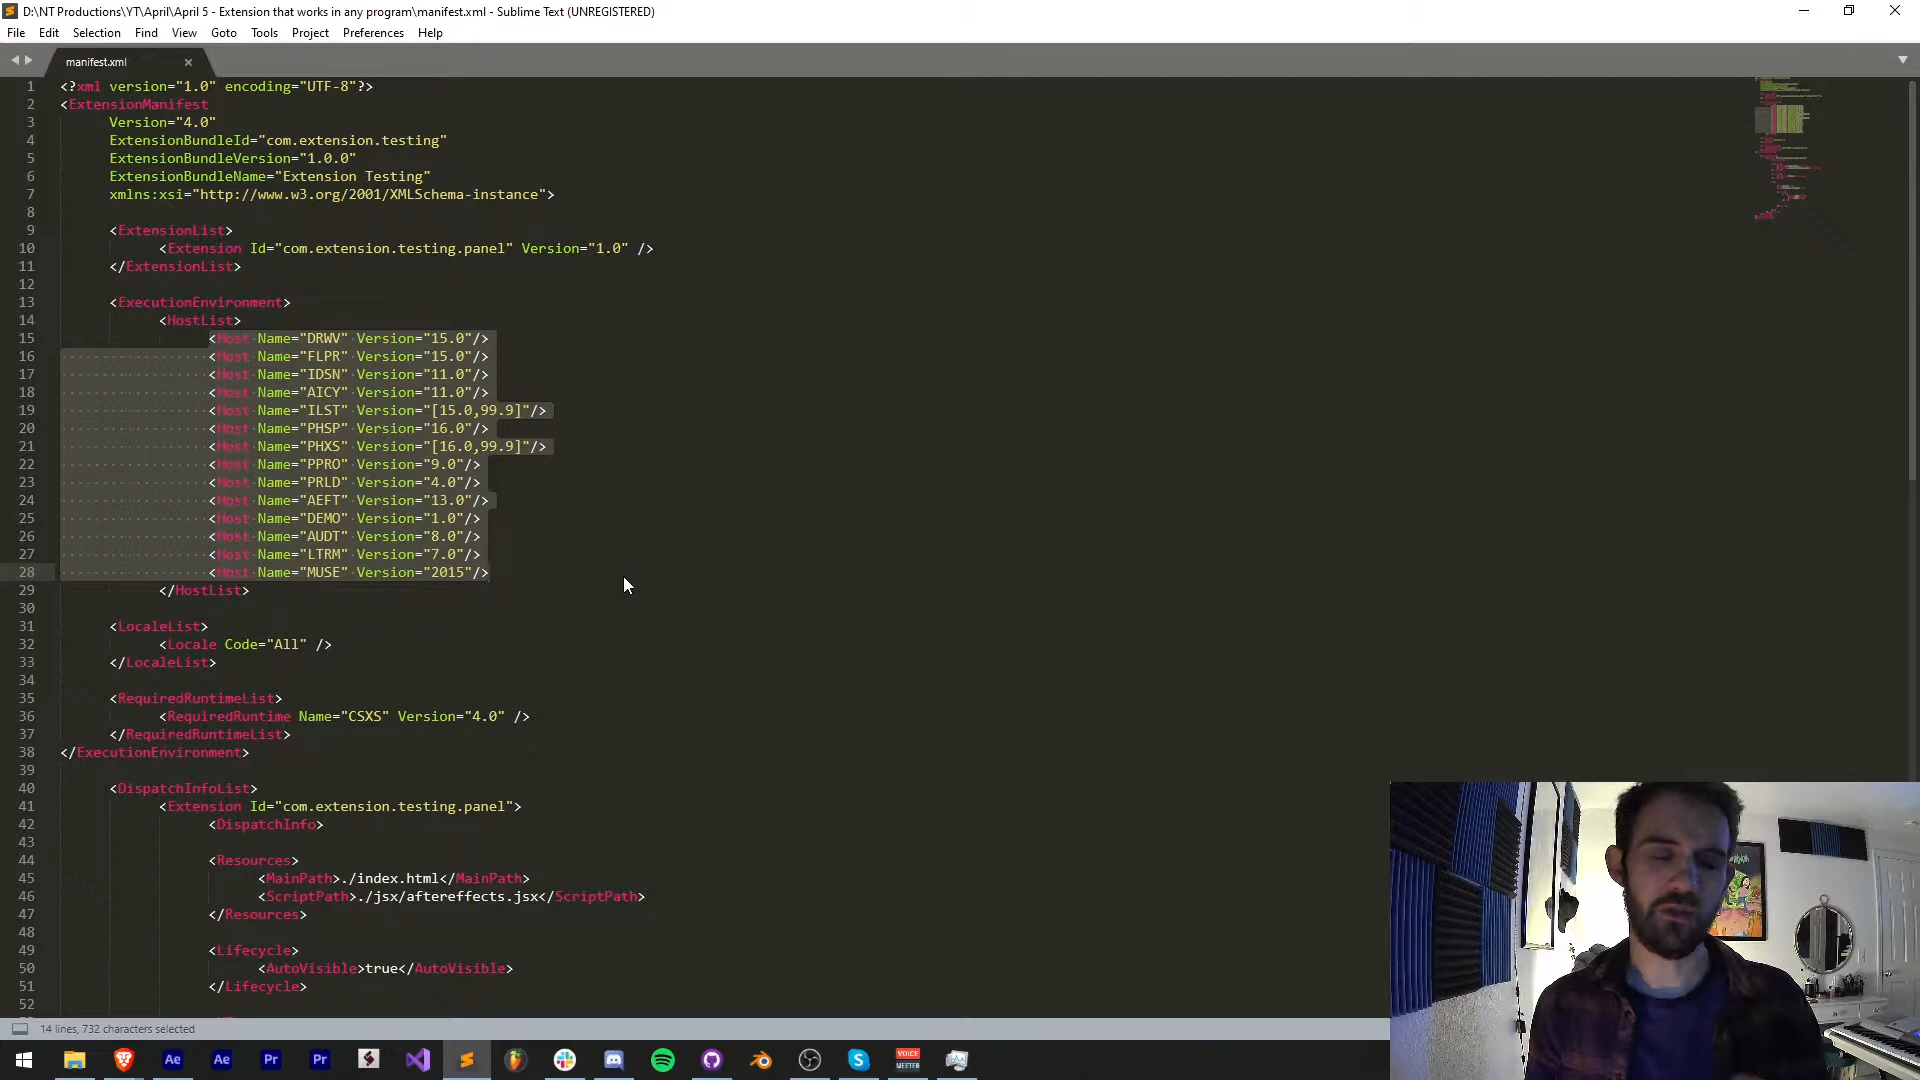 D:\NT Productions\YT\April\April 5 - Extension that works in any program\manifest.xml - Sublime Text (UNREGISTERED)
File Edit Selection Find View Goto Tools Project Preferences Help
manifest.xml
1 <?xml version="1.0" encoding="UTF-8"?>
2 <ExtensionManifest
3 Version="4.0"
4 ExtensionBundleId="com.extension.testing"
5 ExtensionBundleVersion="1.0.0"
6 ExtensionBundleName="Extension Testing"
7 xmlns:xsi="http://www.w3.org/2001/XMLSchema-instance">
8
9 <ExtensionList>
10 <Extension Id="com.extension.testing.panel" Version="1.0" />
11 </ExtensionList>
12
13 <ExecutionEnvironment>
14 <HostList>
15 <Host Name="DRWV" Version="15.0"/>
16 <Host Name="FLPR" Version="15.0"/>
17 <Host Name="IDSN" Version="11.0"/>
18 <Host Name="AICY" Version="11.0"/>
19 <Host Name="ILST" Version="[15.0,99.9]"/>
20 <Host Name="PHSP" Version="16.0"/>
21 <Host Name="PHXS" Version="[16.0,99.9]"/>
22 <Host Name="PPRO" Version="9.0"/>
23 <Host Name="PRLD" Version="4.0"/>
24 <Host Name="AEFT" Version="13.0"/>
25 <Host Name="DEMO" Version="1.0"/>
26 <Host Name="AUDT" Version="8.0"/>
27 <Host Name="LTRM" Version="7.0"/>
28 <Host Name="MUSE" Version="2015"/>
29 </HostList>
30
31 <LocaleList>
32 <Locale Code="All" />
33 </LocaleList>
34
35 <RequiredRuntimeList>
36 <RequiredRuntime Name="CSXS" Version="4.0" />
37 </RequiredRuntimeList>
38 </ExecutionEnvironment>
39
40 <DispatchInfoList>
41 <Extension Id="com.extension.testing.panel">
42 <DispatchInfo>
43
44 <Resources>
45 <MainPath>./index.html</MainPath>
46 <ScriptPath>./jsx/aftereffects.jsx</ScriptPath>
47 </Resources>
48
49 <Lifecycle>
50 <AutoVisible>true</AutoVisible>
51 </Lifecycle>
52
14 lines, 732 characters selected
Ae Ae Pr Pr VOICE MEETER